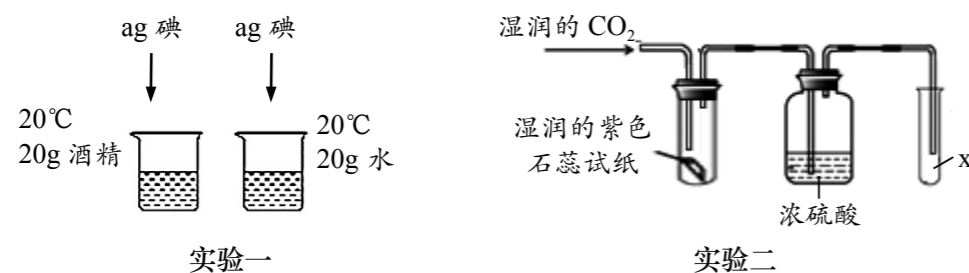 ag 碘
ag 碘
20℃
20g 酒精
20℃
20g 水
实验一
湿润的 CO₂
湿润的紫色
石蕊试纸
浓硫酸
x
实验二